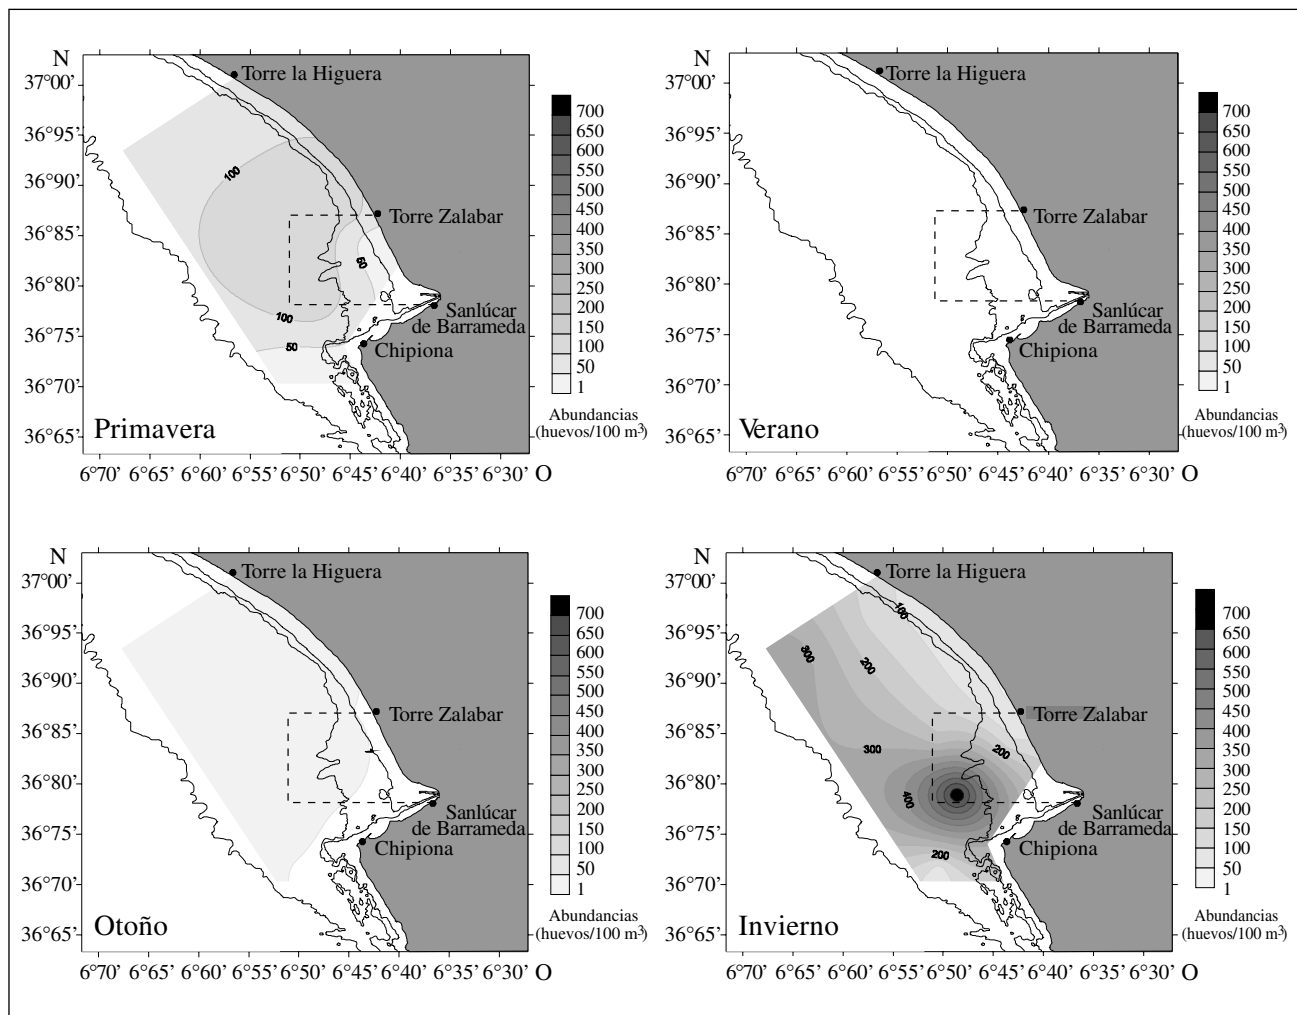 N
37°00'
36°95'
36°90'
36°85'
36°80'
36°75'
36°70'
36°65'
Torre la Higuera
Torre Zalabar
Sanlúcar
de Barrameda
Chipiona
100
50
100
50
Primavera
6°70' 6°65' 6°60' 6°55' 6°50' 6°45' 6°40' 6°35' 6°30' O
700
650
600
550
500
450
350
300
250
200
150
100
50
1
Abundancias
(huevos/100 m³)
N
37°00'
36°95'
36°90'
36°85'
36°80'
36°75'
36°70'
36°65'
Torre la Higuera
Torre Zalabar
Sanlúcar
de Barrameda
Chipiona
Verano
6°70' 6°65' 6°60' 6°55' 6°50' 6°45' 6°40' 6°35' 6°30' O
700
650
600
550
500
450
350
300
250
200
150
100
50
1
Abundancias
(huevos/100 m³)
N
37°00'
36°95'
36°90'
36°85'
36°80'
36°75'
36°70'
36°65'
Torre la Higuera
Torre Zalabar
Sanlúcar
de Barrameda
Chipiona
1
Otoño
6°70' 6°65' 6°60' 6°55' 6°50' 6°45' 6°40' 6°35' 6°30' O
700
650
600
550
500
450
350
300
250
200
150
100
50
1
Abundancias
(huevos/100 m³)
N
37°00'
36°95'
36°90'
36°85'
36°80'
36°75'
36°70'
36°65'
Torre la Higuera
Torre Zalabar
Sanlúcar
de Barrameda
Chipiona
100
300
200
300
200
400
200
Invierno
6°70' 6°65' 6°60' 6°55' 6°50' 6°45' 6°40' 6°35' 6°30' O
700
650
600
550
500
450
350
300
250
200
150
100
50
1
Abundancias
(huevos/100 m³)